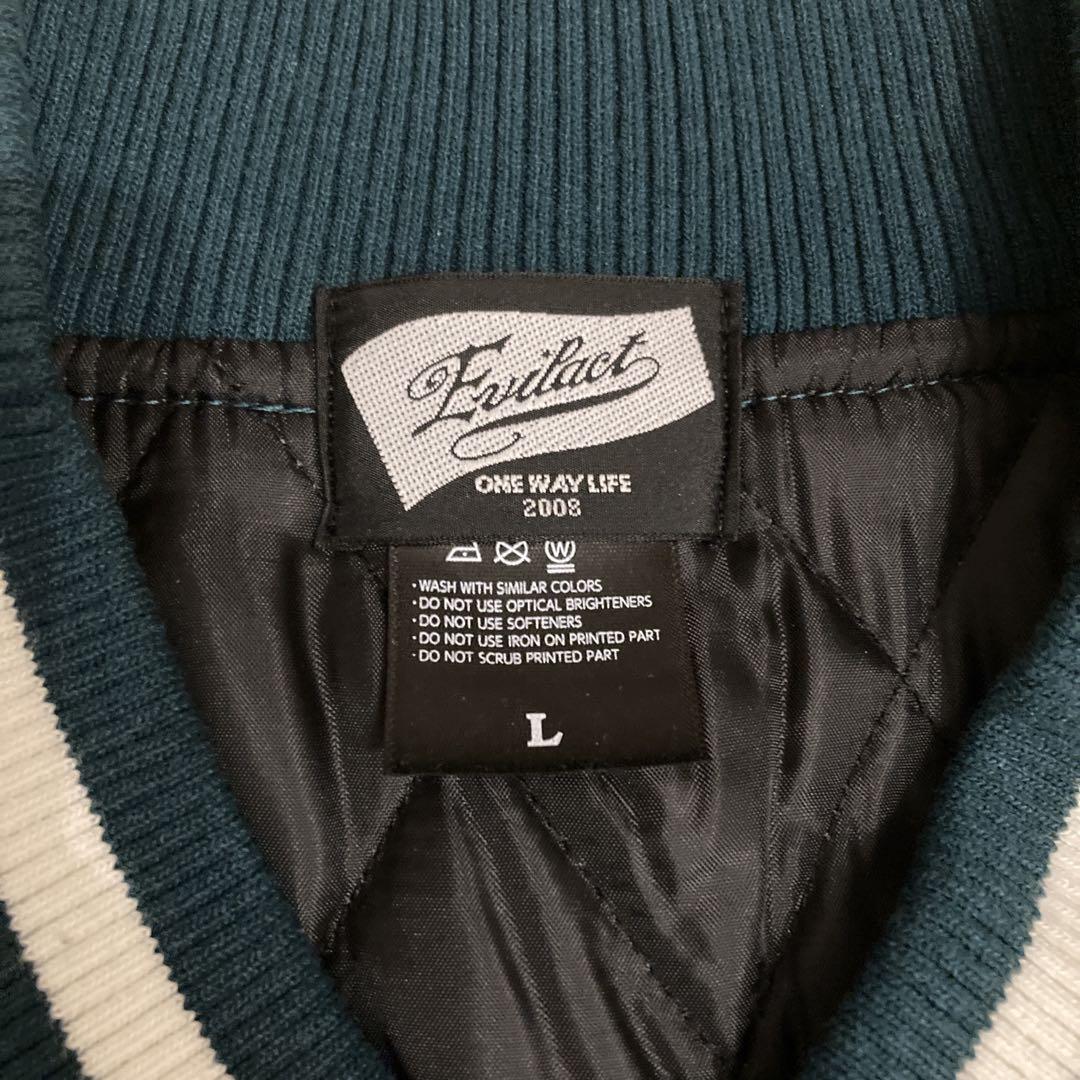 Evilact
ONE WAY LIFE
2008
W
·WASH WITH SIMILAR COLORS
·DO NOT USE OPTICAL BRIGHTENERS
·DO NOT USE SOFTENERS
·DO NOT USE IRON ON PRINTED PART
·DO NOT SCRUB PRINTED PART
L